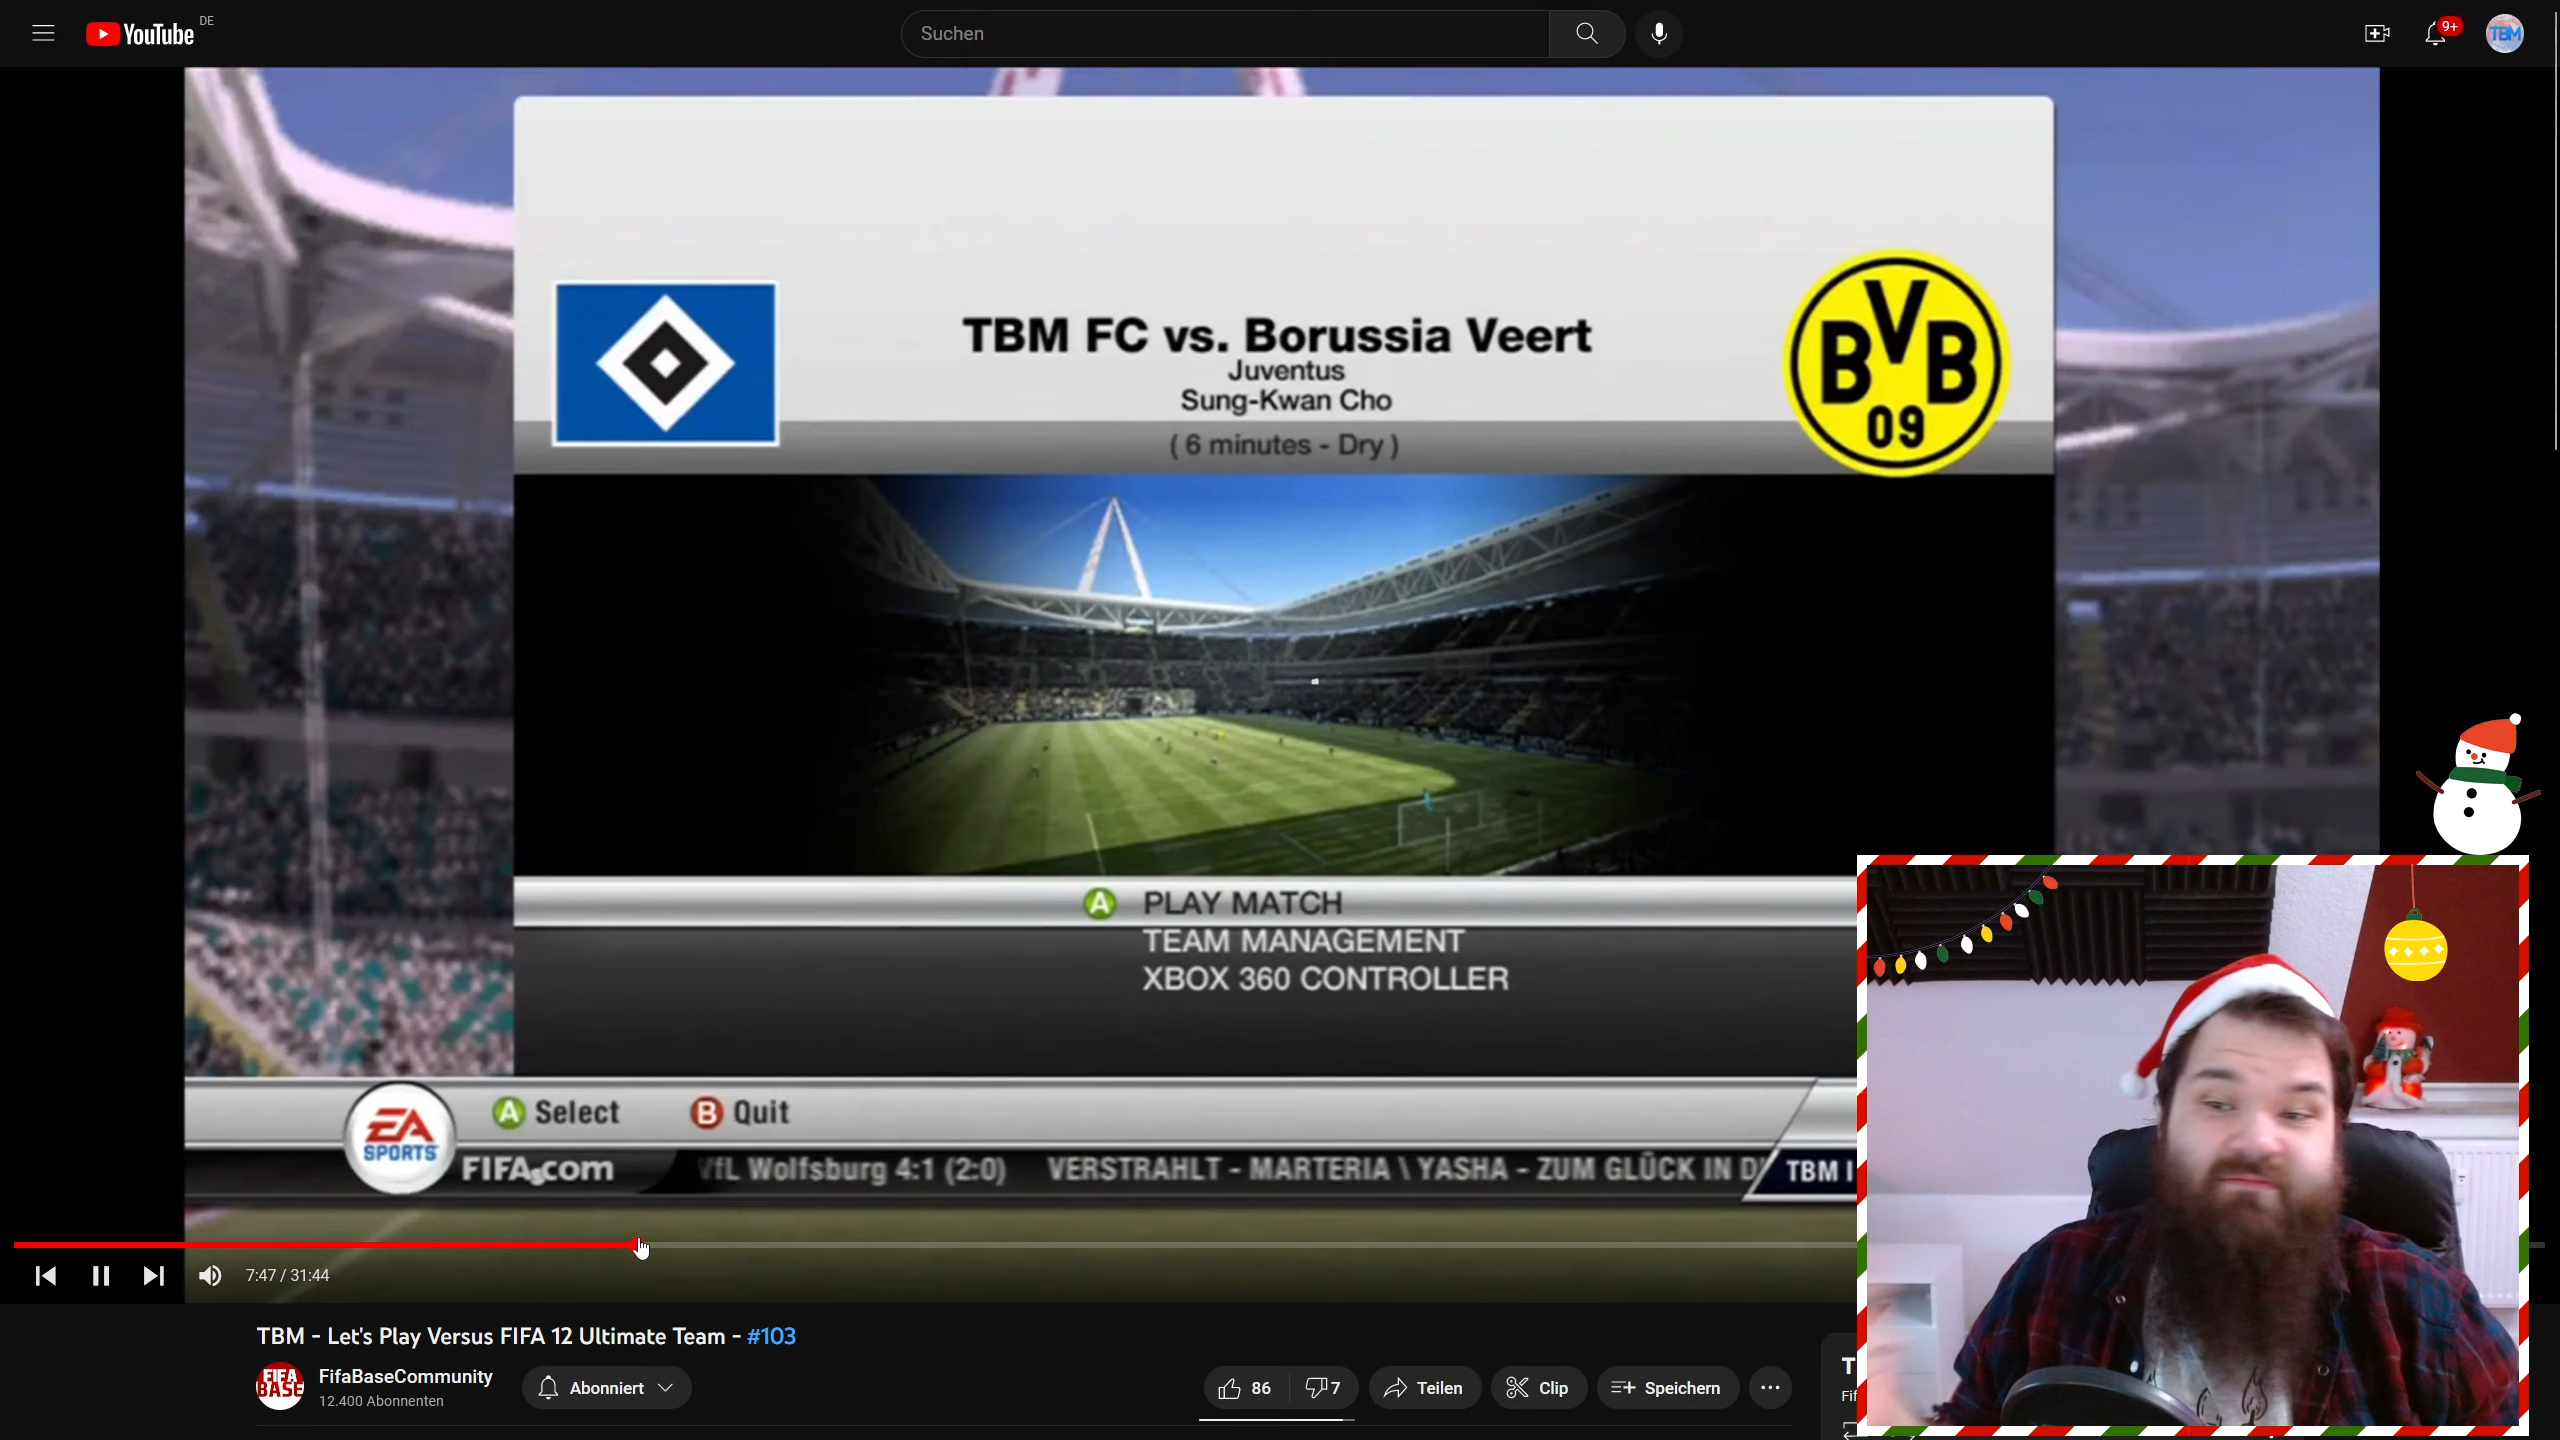 YouTube DE
Suchen
9+
TBM
TBM FC vs. Borussia Veert
Juventus
Sung-Kwan Cho
( 6 minutes - Dry )
BVB
09
A PLAY MATCH
TEAM MANAGEMENT
XBOX 360 CONTROLLER
A Select B Quit
EA
SPORTS
FIFA.com
VfL Wolfsburg 4:1 (2:0) VERSTRAHLT - MARTERIA \ YASHA - ZUM GLÜCK IN D
TBM
7:47 / 31:44
TBM - Let's Play Versus FIFA 12 Ultimate Team - #103
FIFA
BASE
FifaBaseCommunity
12.400 Abonnenten
Abonniert
86
7
Teilen
Clip
Speichern
T
Fif